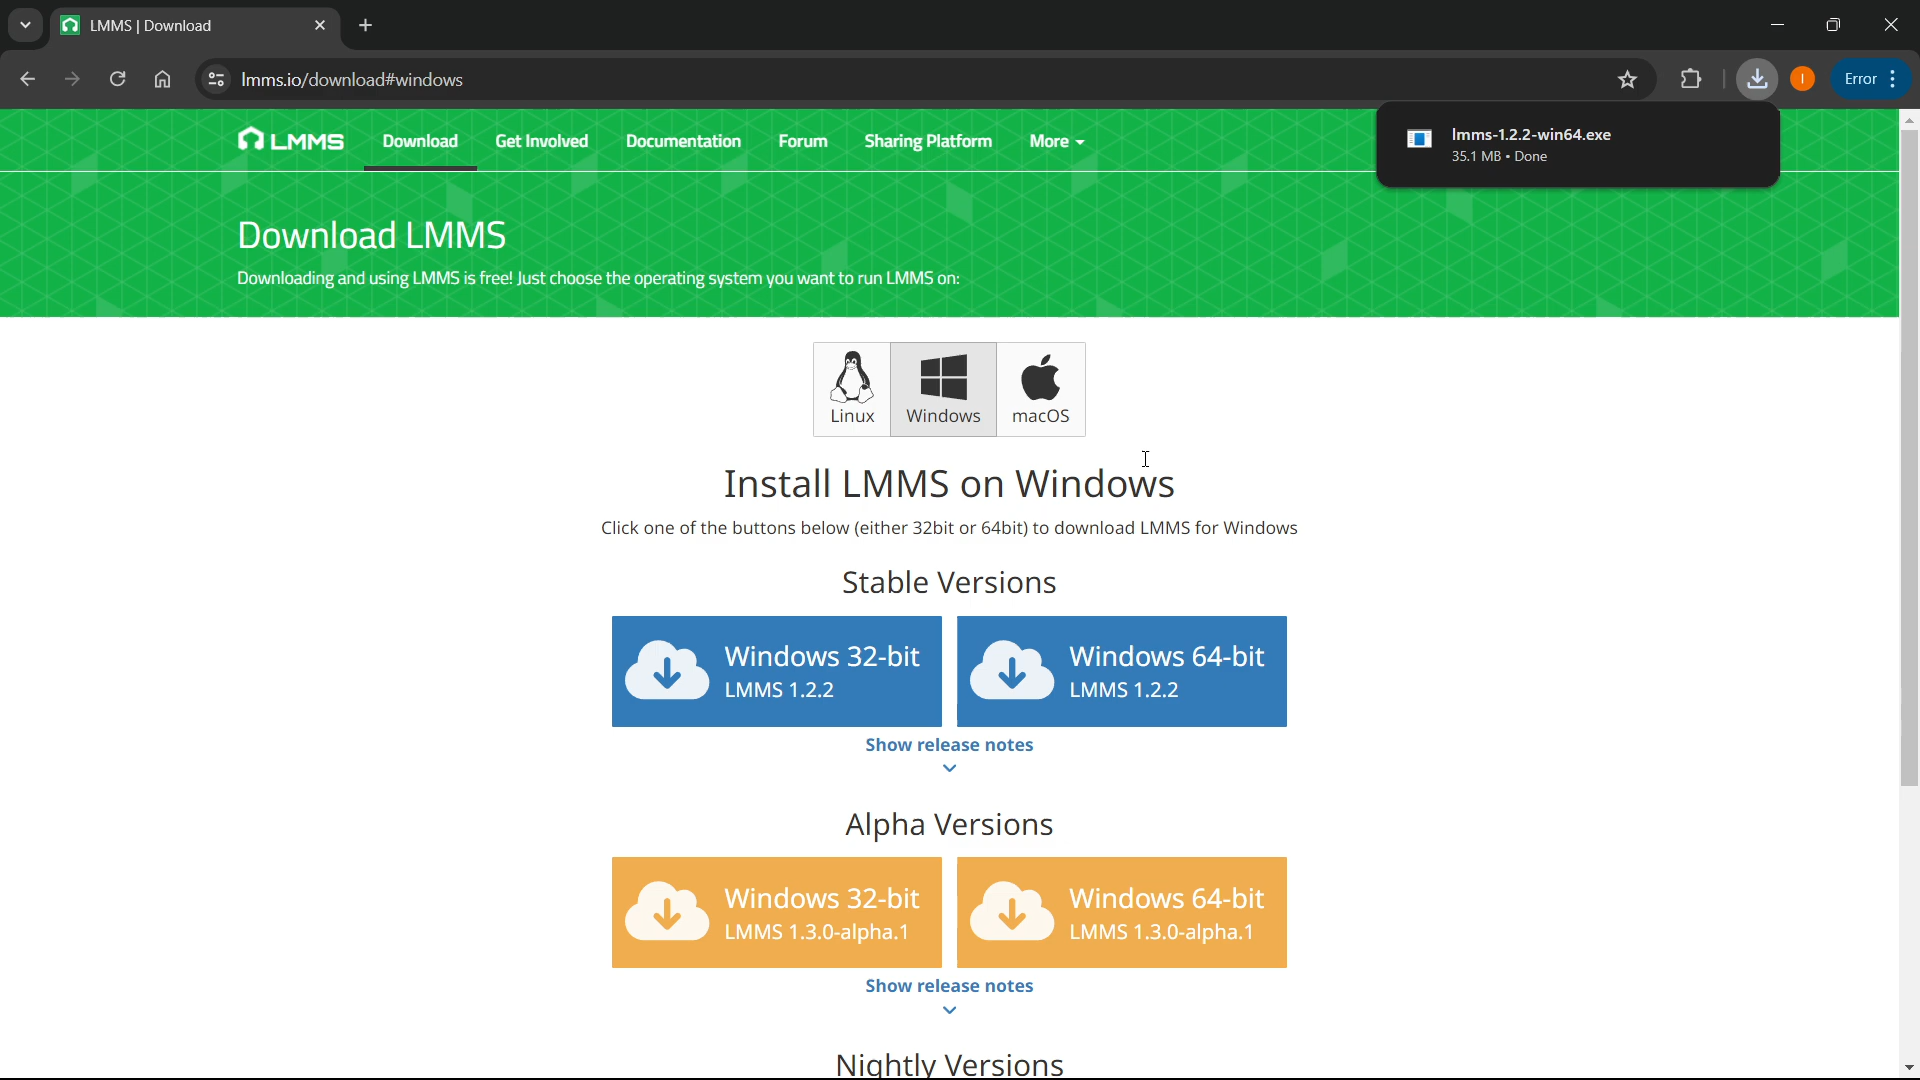 LMMS | Download
lmms.io/download#windows
Error
LMMS Download Get Involved Documentation Forum Sharing Platform More
lmms-1.2.2-win64.exe
35.1 MB • Done
Download LMMS
Downloading and using LMMS is free! Just choose the operating system you want to run LMMS on:
Linux Windows macOS
Install LMMS on Windows
Click one of the buttons below (either 32bit or 64bit) to download LMMS for Windows
Stable Versions
Windows 32-bit
LMMS 1.2.2
Windows 64-bit
LMMS 1.2.2
Show release notes
Alpha Versions
Windows 32-bit
LMMS 1.3.0-alpha.1
Windows 64-bit
LMMS 1.3.0-alpha.1
Show release notes
Nightly Versions